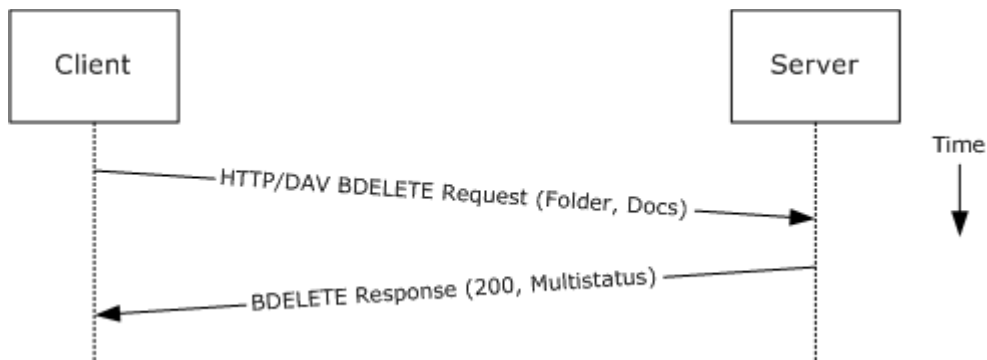 Client
Server
Time
HTTP/DAV BDELETE Request (Folder, Docs)
BDELETE Response (200, Multistatus)